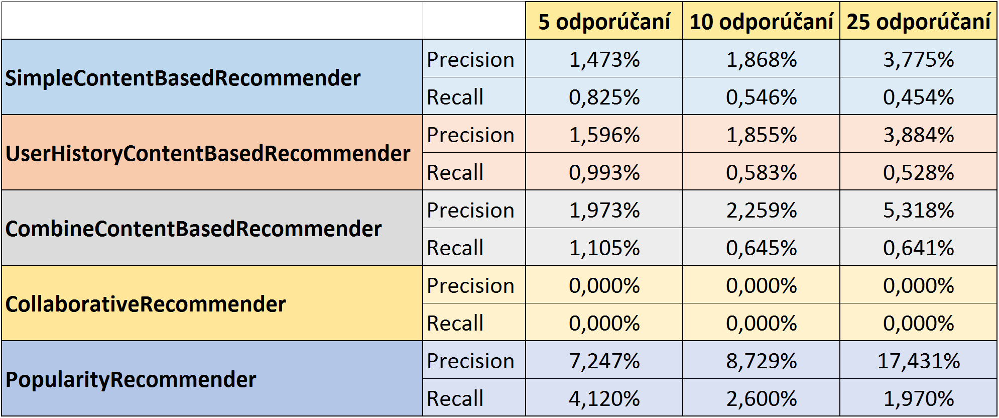 5 odporúčaní 10 odporúčaní 25 odporúčaní
SimpleContentBasedRecommender
Precision 1,473% 1,868% 3,775%
Recall 0,825% 0,546% 0,454%
UserHistoryContentBasedRecommender
Precision 1,596% 1,855% 3,884%
Recall 0,993% 0,583% 0,528%
CombineContentBasedRecommender
Precision 1,973% 2,259% 5,318%
Recall 1,105% 0,645% 0,641%
CollaborativeRecommender
Precision 0,000% 0,000% 0,000%
Recall 0,000% 0,000% 0,000%
PopularityRecommender
Precision 7,247% 8,729% 17,431%
Recall 4,120% 2,600% 1,970%